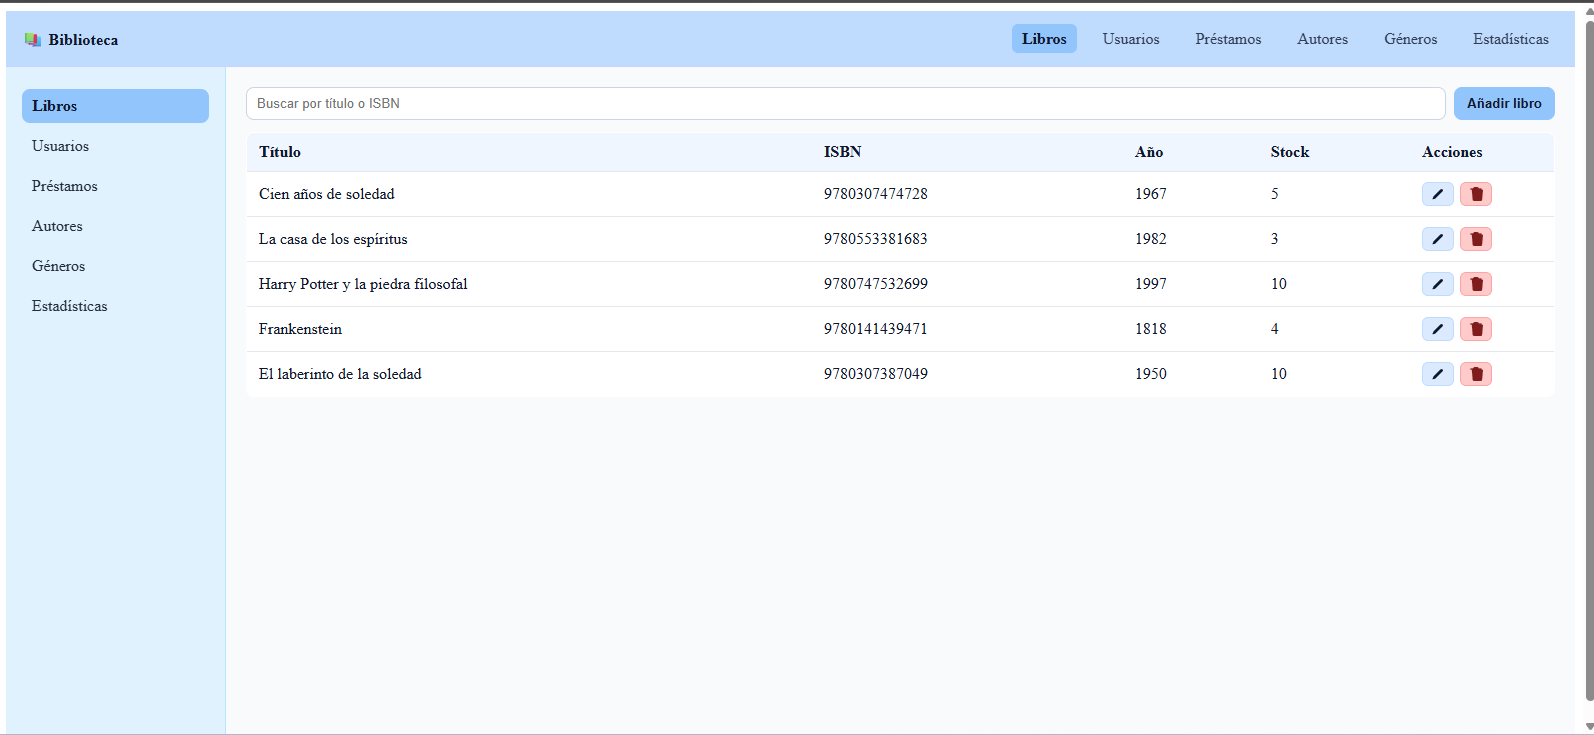 Biblioteca
Libros Usuarios Préstamos Autores Géneros Estadísticas
Libros
Usuarios
Préstamos
Autores
Géneros
Estadísticas
Buscar por título o ISBN
Añadir libro
Título ISBN Año Stock Acciones
Cien años de soledad 9780307474728 1967 5
La casa de los espíritus 9780553381683 1982 3
Harry Potter y la piedra filosofal 9780747532699 1997 10
Frankenstein 9780141439471 1818 4
El laberinto de la soledad 9780307387049 1950 10